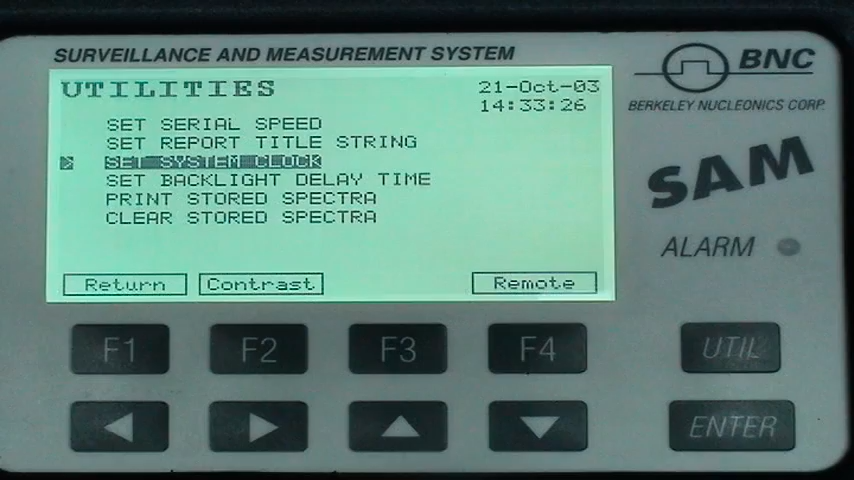 SURVEILLANCE AND MEASUREMENT SYSTEM
BNC
BERKELEY NUCLEONICS CORP.
UTILITIES
21-Oct-03
14:33:26
SET SERIAL SPEED
SET REPORT TITLE STRING
SET SYSTEM CLOCK
SET BACKLIGHT DELAY TIME
PRINT STORED SPECTRA
CLEAR STORED SPECTRA
SAM
ALARM
Return Contrast Remote
F1 F2 F3 F4 UTIL
ENTER